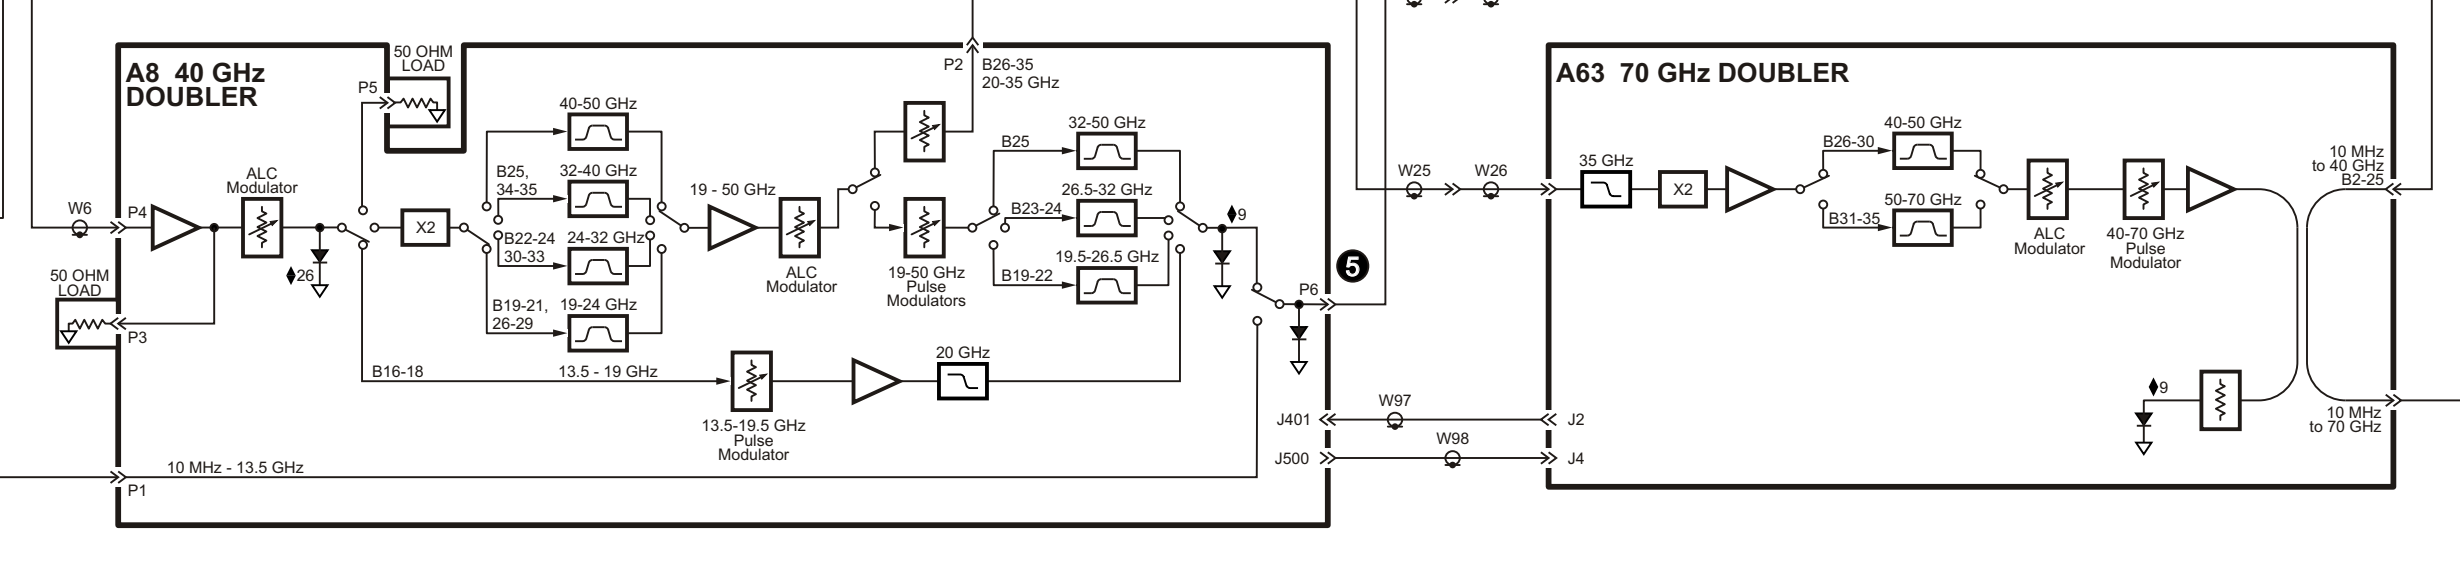 A8 40 GHz
DOUBLER
50 OHM
LOAD
P5
W6
P4
ALC
Modulator
♦26
50 OHM
LOAD
P3
X2
40-50 GHz
B25,
34-35
32-40 GHz
B22-24
30-33
24-32 GHz
B19-21,
26-29
19-24 GHz
19 - 50 GHz
ALC
Modulator
P2
B26-35
20-35 GHz
19-50 GHz
Pulse
Modulators
B25
32-50 GHz
B23-24
26.5-32 GHz
B19-22
19.5-26.5 GHz
♦9
P6
5
B16-18
13.5 - 19 GHz
13.5-19.5 GHz
Pulse
Modulator
20 GHz
10 MHz - 13.5 GHz
P1
J401
W97
J2
J500
W98
J4
W25
W26
A63 70 GHz DOUBLER
35 GHz
X2
B26-30
40-50 GHz
B31-35
50-70 GHz
ALC
Modulator
40-70 GHz
Pulse
Modulator
10 MHz
to 40 GHz
B2-25
♦9
10 MHz
to 70 GHz